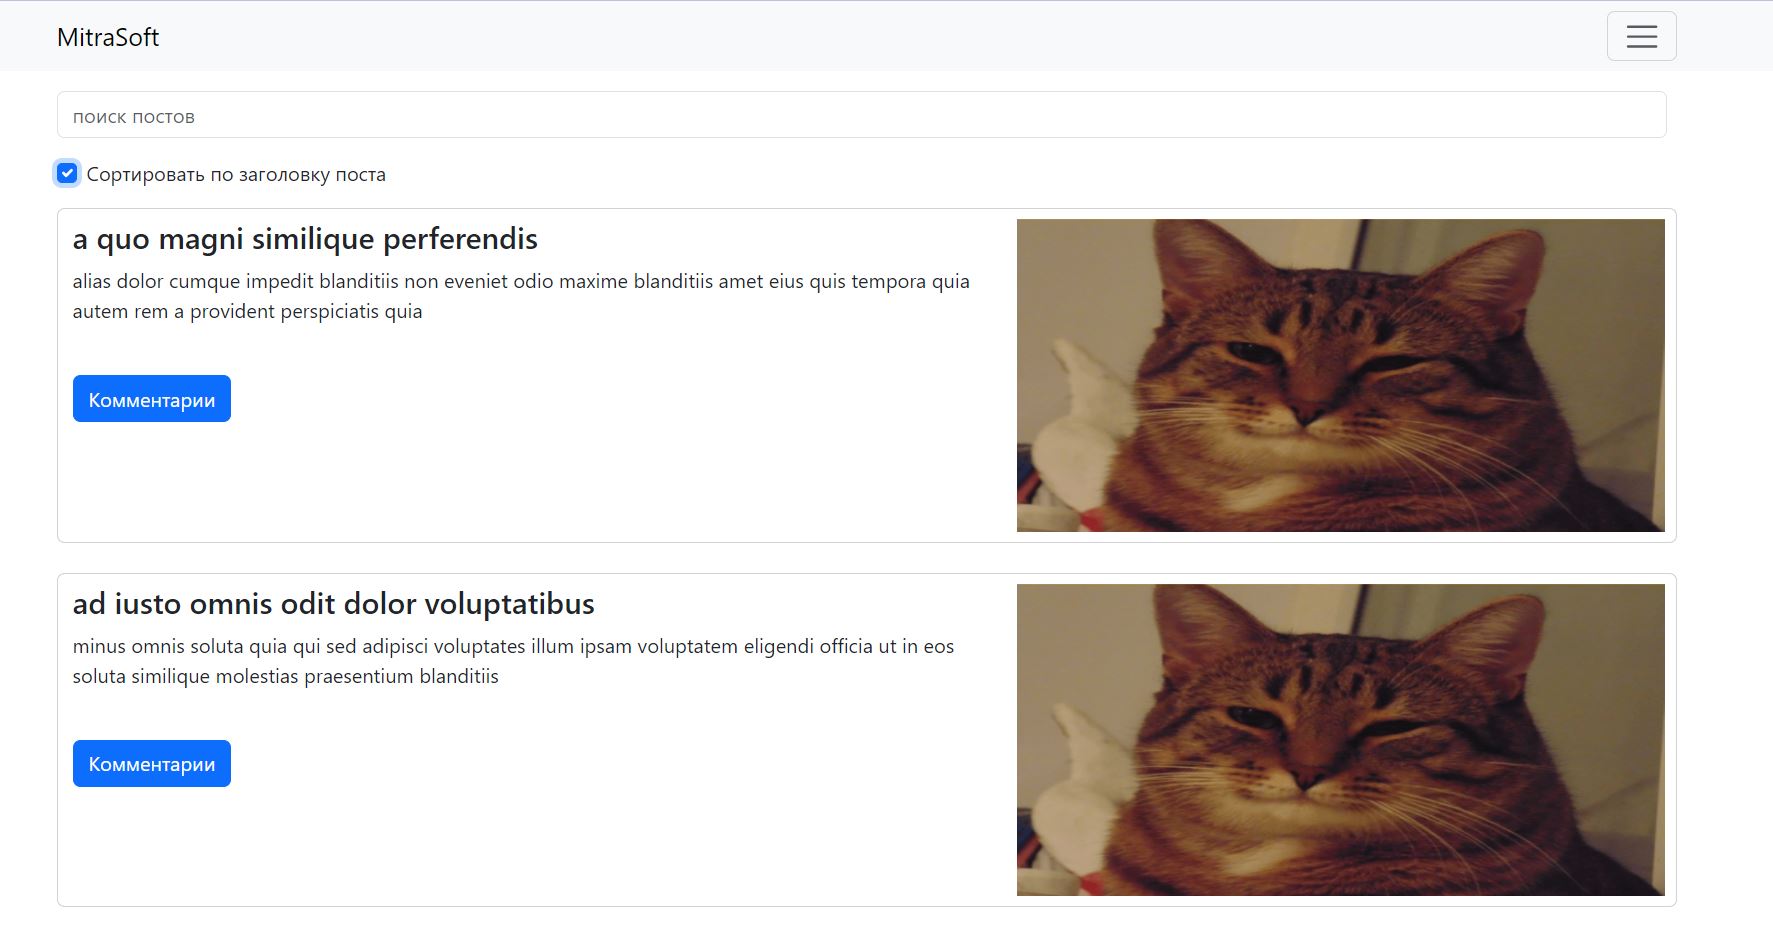 MitraSoft
поиск постов
Сортировать по заголовку поста
a quo magni similique perferendis
alias dolor cumque impedit blanditiis non eveniet odio maxime blanditiis amet eius quis tempora quia
autem rem a provident perspiciatis quia
Комментарии
ad iusto omnis odit dolor voluptatibus
minus omnis soluta quia qui sed adipisci voluptates illum ipsam voluptatem eligendi officia ut in eos
soluta similique molestias praesentium blanditiis
Комментарии